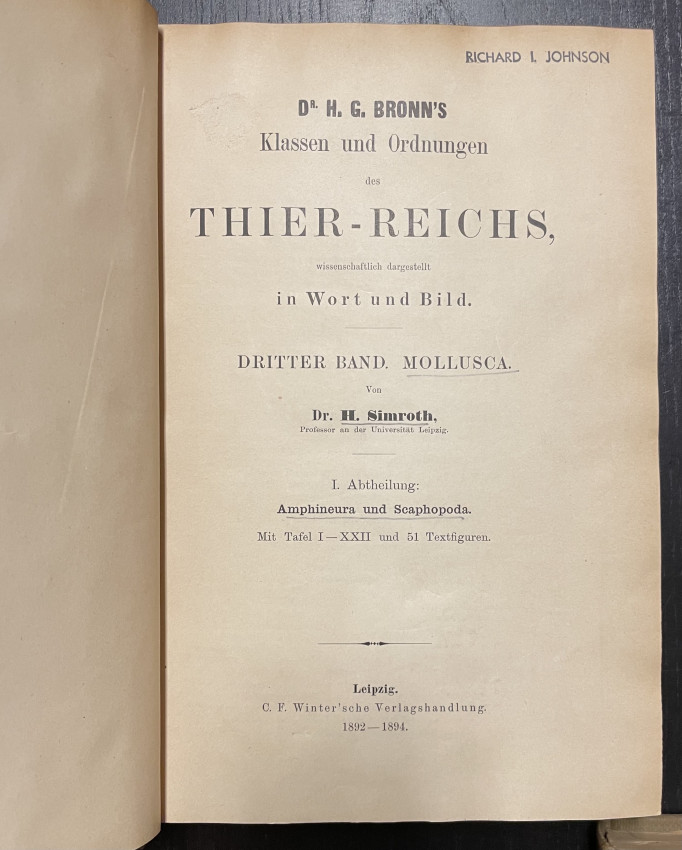 RICHARD I. JOHNSON
DR. H. G. BRONN'S
Klassen und Ordnungen
des
THIER-REICHS,
wissenschaftlich dargestellt
in Wort und Bild.
DRITTER BAND. MOLLUSCA.
Von
Dr. H. Simroth,
Professor an der Universität Leipzig.
I. Abtheilung:
Amphineura und Scaphopoda.
Mit Tafel I—XXII und 51 Textfiguren.
Leipzig.
C. F. Winter'sche Verlagshandlung.
1892—1894.